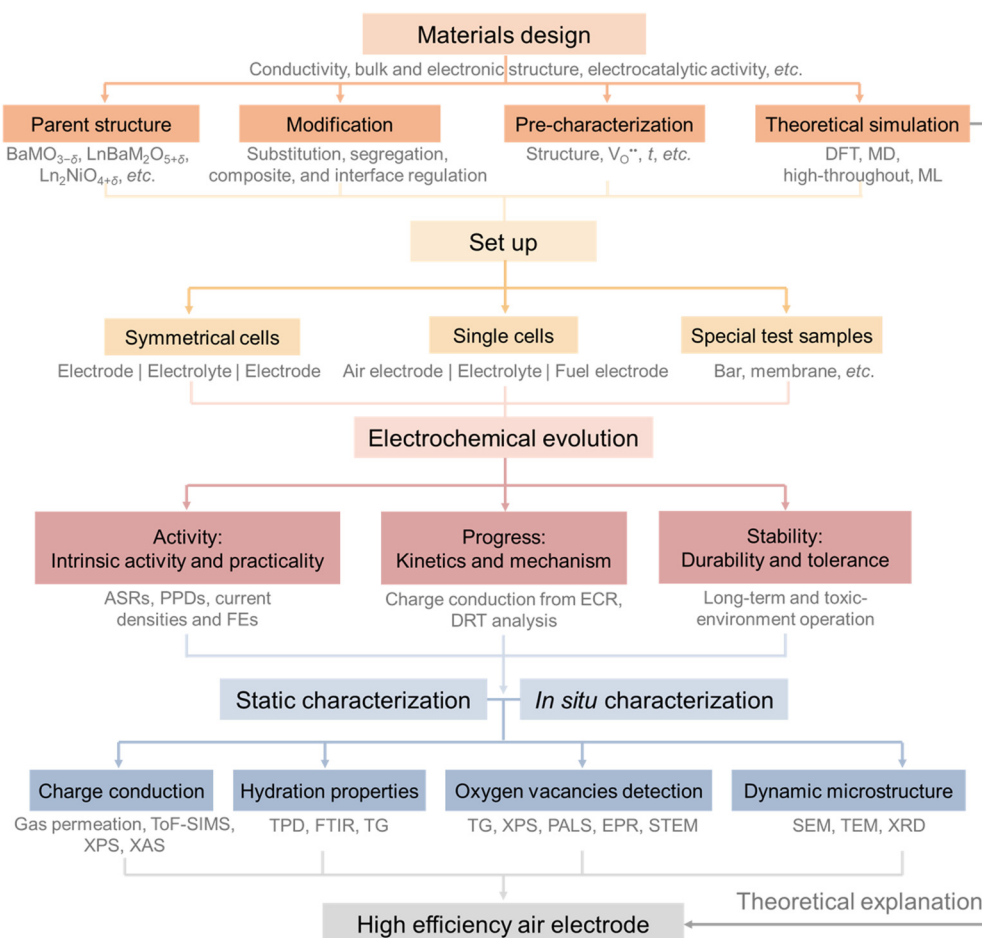 Materials design
Conductivity, bulk and electronic structure, electrocatalytic activity, etc.
Parent structure
BaMO₃₋δ, LnBaM₂O₅₊δ,
Ln₂NiO₄₊δ, etc.
Modification
Substitution, segregation,
composite, and interface regulation
Pre-characterization
Structure, V_O^••, t, etc.
Theoretical simulation
DFT, MD,
high-throughout, ML
Set up
Symmetrical cells
Electrode | Electrolyte | Electrode
Single cells
Air electrode | Electrolyte | Fuel electrode
Special test samples
Bar, membrane, etc.
Electrochemical evolution
Activity:
Intrinsic activity and practicality
ASRs, PPDs, current
densities and FEs
Progress:
Kinetics and mechanism
Charge conduction from ECR,
DRT analysis
Stability:
Durability and tolerance
Long-term and toxic-
environment operation
Static characterization
In situ characterization
Charge conduction
Gas permeation, ToF-SIMS,
XPS, XAS
Hydration properties
TPD, FTIR, TG
Oxygen vacancies detection
TG, XPS, PALS, EPR, STEM
Dynamic microstructure
SEM, TEM, XRD
Theoretical explanation
High efficiency air electrode